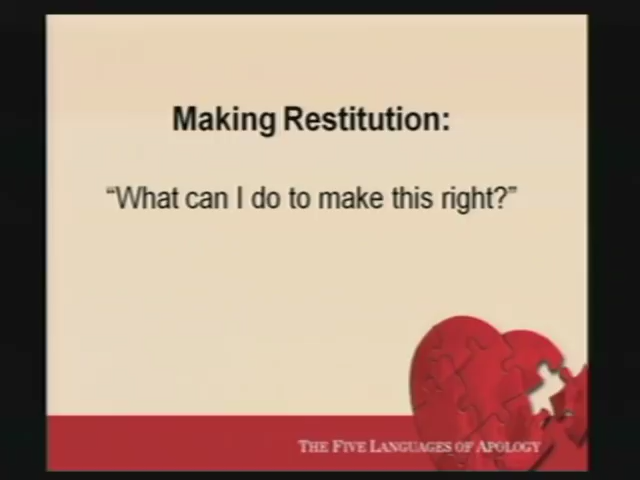 Making Restitution:
“What can I do to make this right?”
THE FIVE LANGUAGES OF APOLOGY